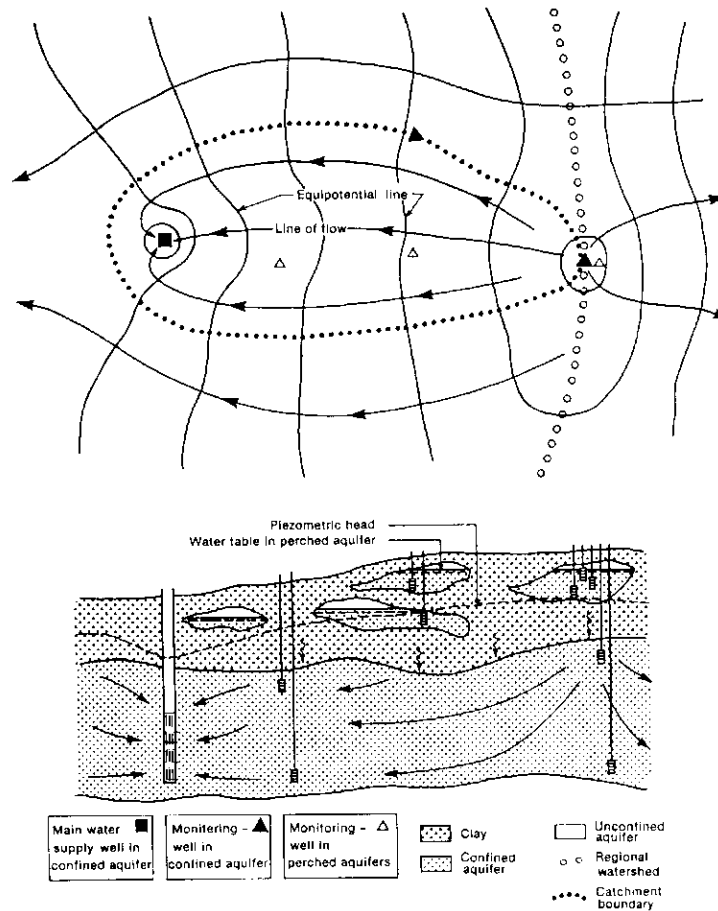 Equipotential line
Line of flow
Piezometric head
Water table in perched aquifer
Main water
supply well in
confined aquifer
Monitering -
well in
confined aquifer
Monitoring -
well in
perched aquifers
Clay
Confined
aquifer
Unconfined
aquifer
Regional
watershed
Catchment
boundary